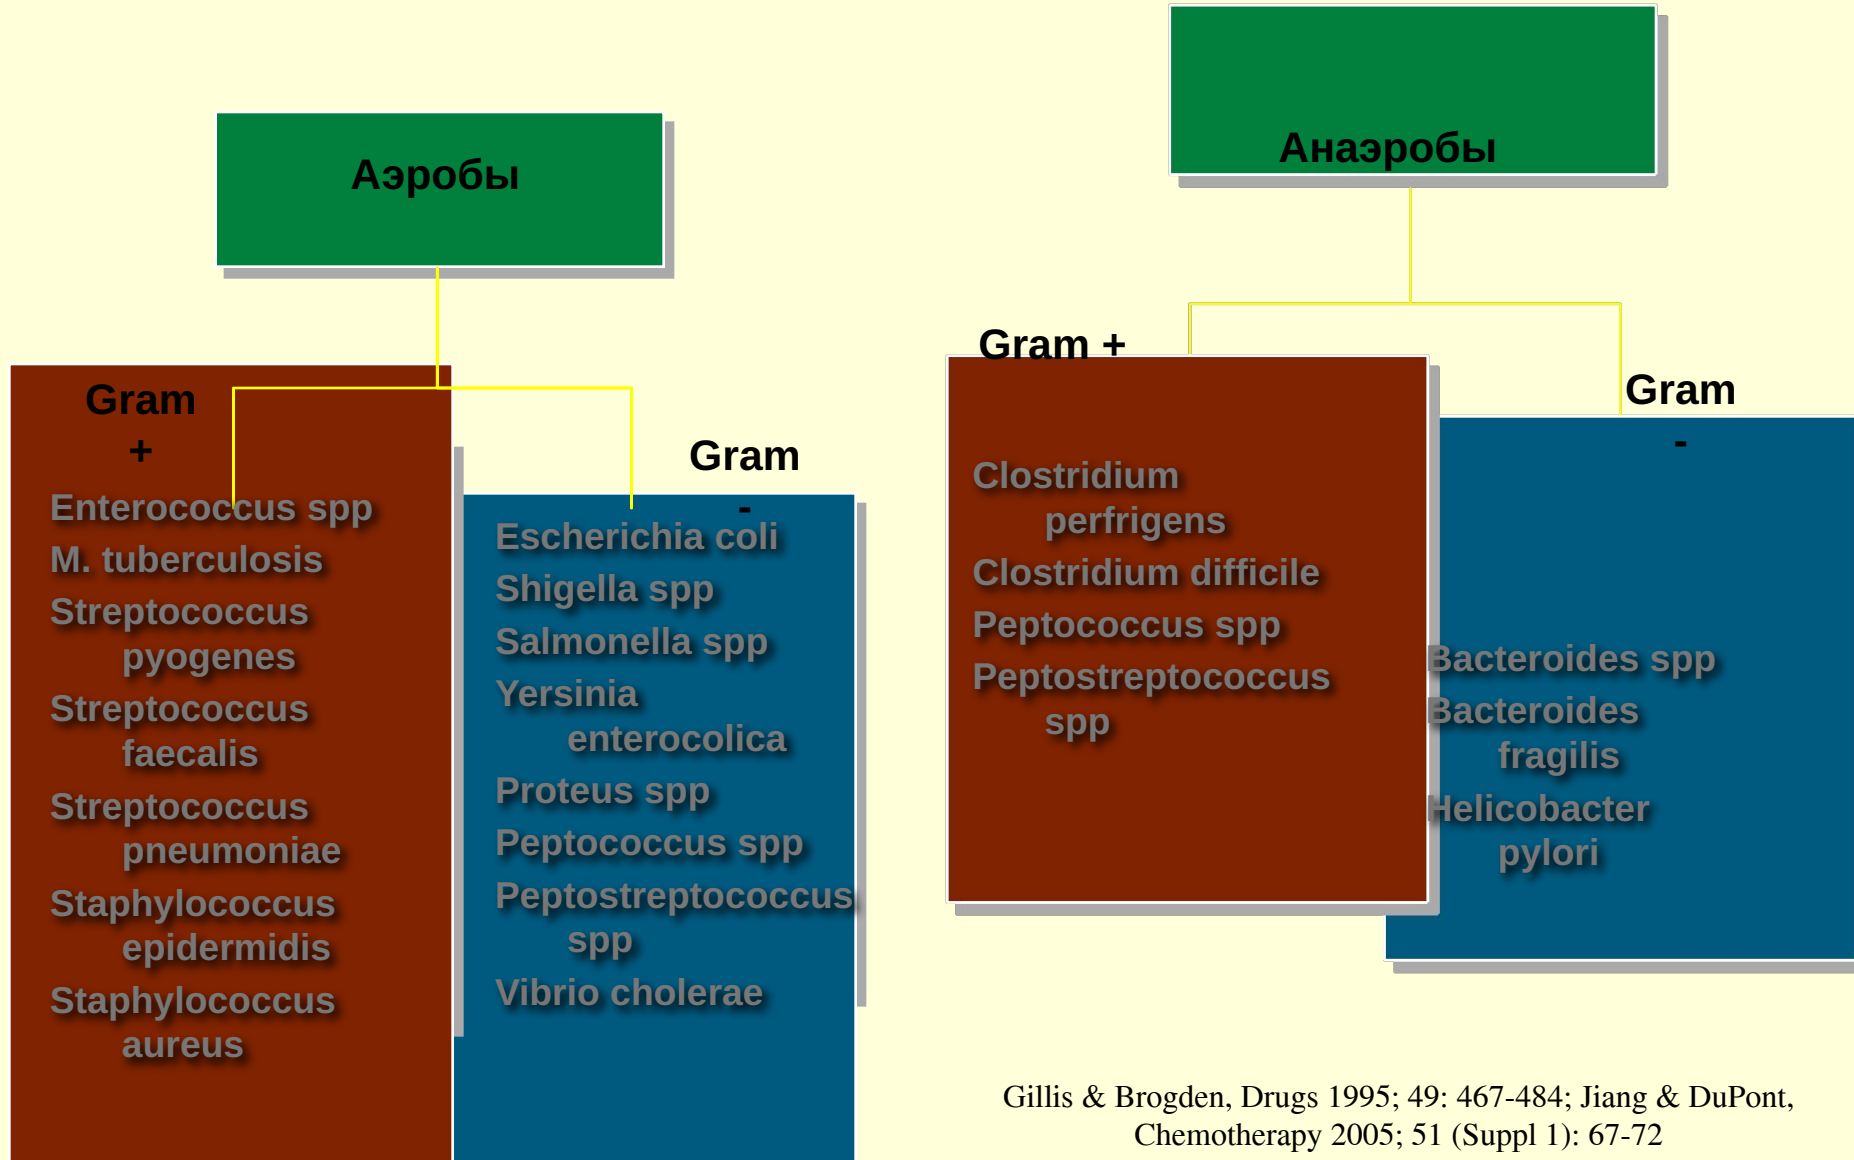 Аэробы
Gram
+
Enterococcus spp
M. tuberculosis
Streptococcus
pyogenes
Streptococcus
faecalis
Streptococcus
pneumoniae
Staphylococcus
epidermidis
Staphylococcus
aureus
Gram
-
Escherichia coli
Shigella spp
Salmonella spp
Yersinia
enterocolica
Proteus spp
Peptococcus spp
Peptostreptococcus
spp
Vibrio cholerae
Анаэробы
Gram +
Clostridium
perfrigens
Clostridium difficile
Peptococcus spp
Peptostreptococcus
spp
Gram
-
Bacteroides spp
Bacteroides
fragilis
Helicobacter
pylori
Gillis & Brogden, Drugs 1995; 49: 467-484; Jiang & DuPont,
Chemotherapy 2005; 51 (Suppl 1): 67-72